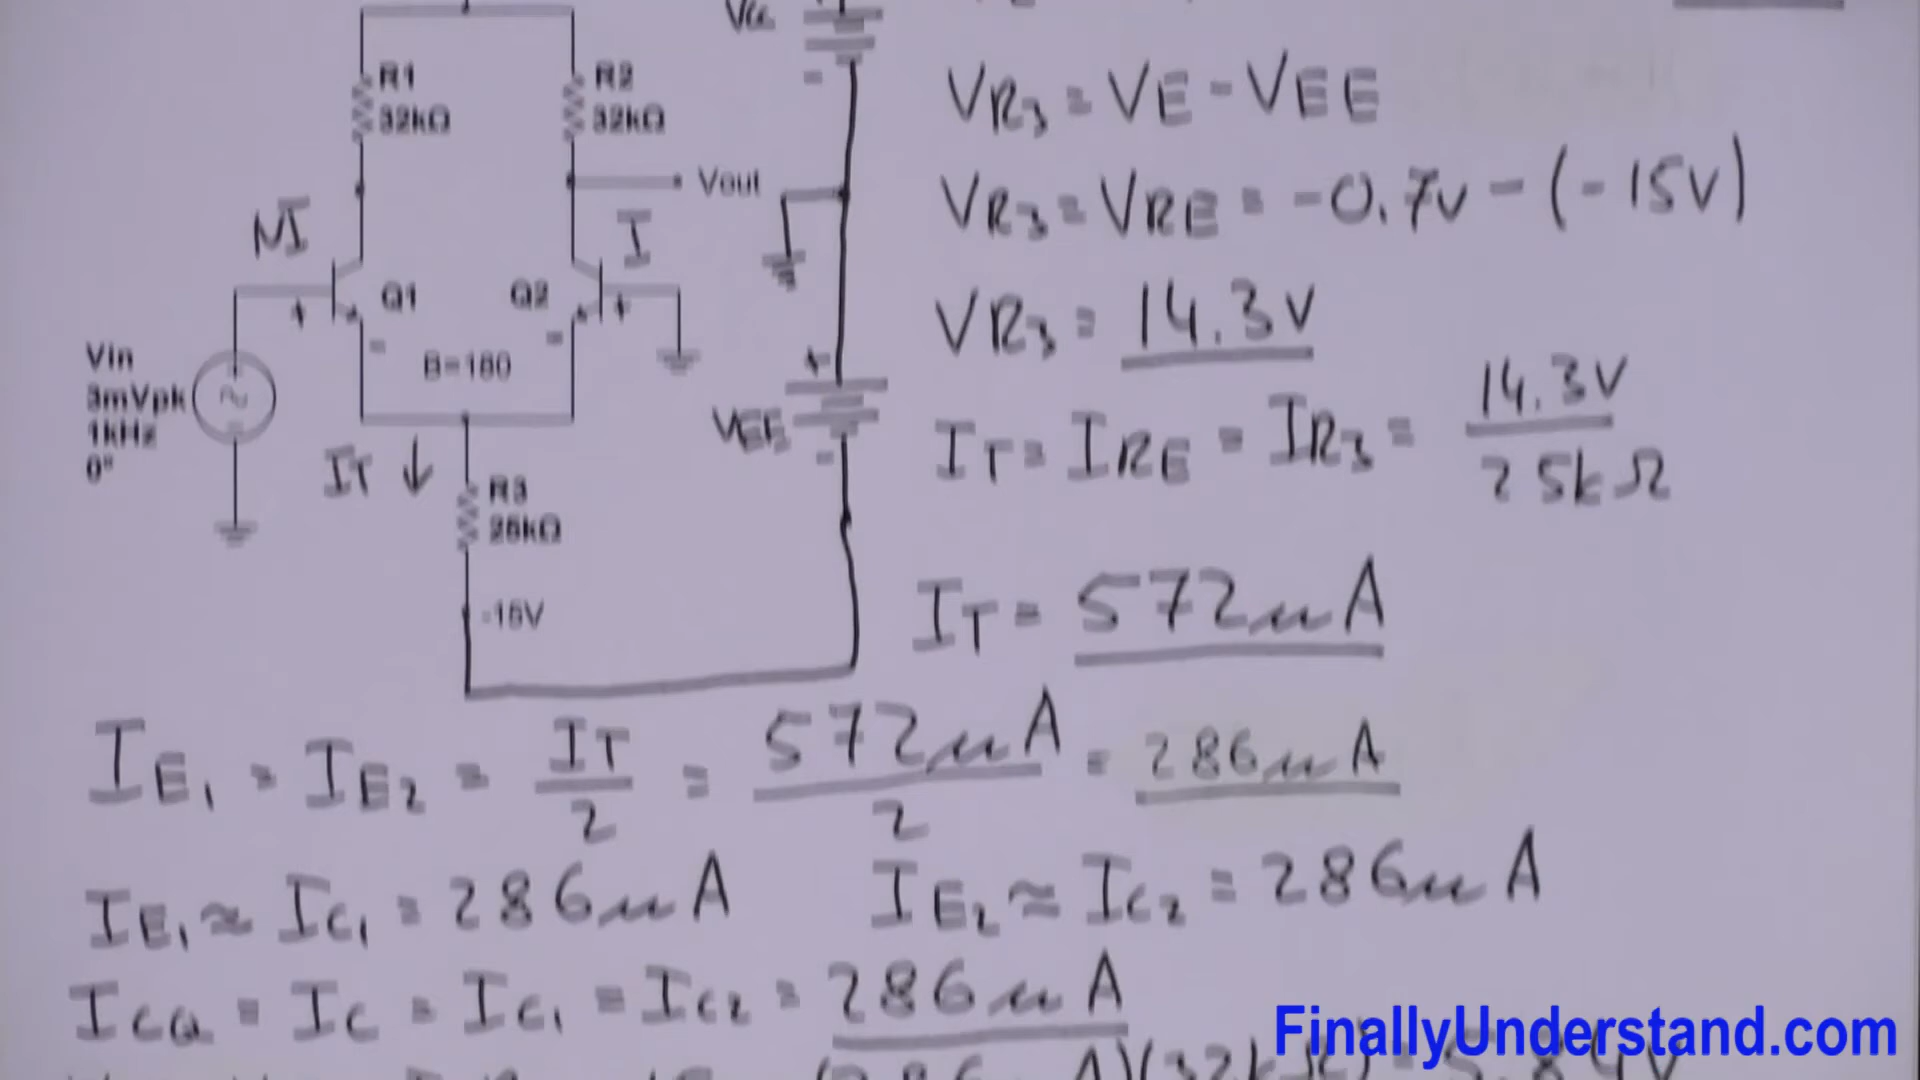 Vcc
R1
32kΩ
R2
32kΩ
Vout
NI
I
Q1
Q2
+
-
+
-
B=180
Vin
3mVpk
1kHz
0°
IT ↓
R3
25kΩ
-15V
-
+
VEE
-
VR3 = VE - VEE
VR3 = VRE = -0.7V - (-15V)
VR3 = 14.3V
IT = IRE = IR3 = 14.3V / 25kΩ
IT = 572uA
IE1 = IE2 = IT / 2 = 572uA / 2 = 286uA
IE1 ≈ IC1 = 286uA
IE2 ≈ IC2 = 286uA
ICQ = IC = IC1 = IC2 = 286uA
FinallyUnderstand.com